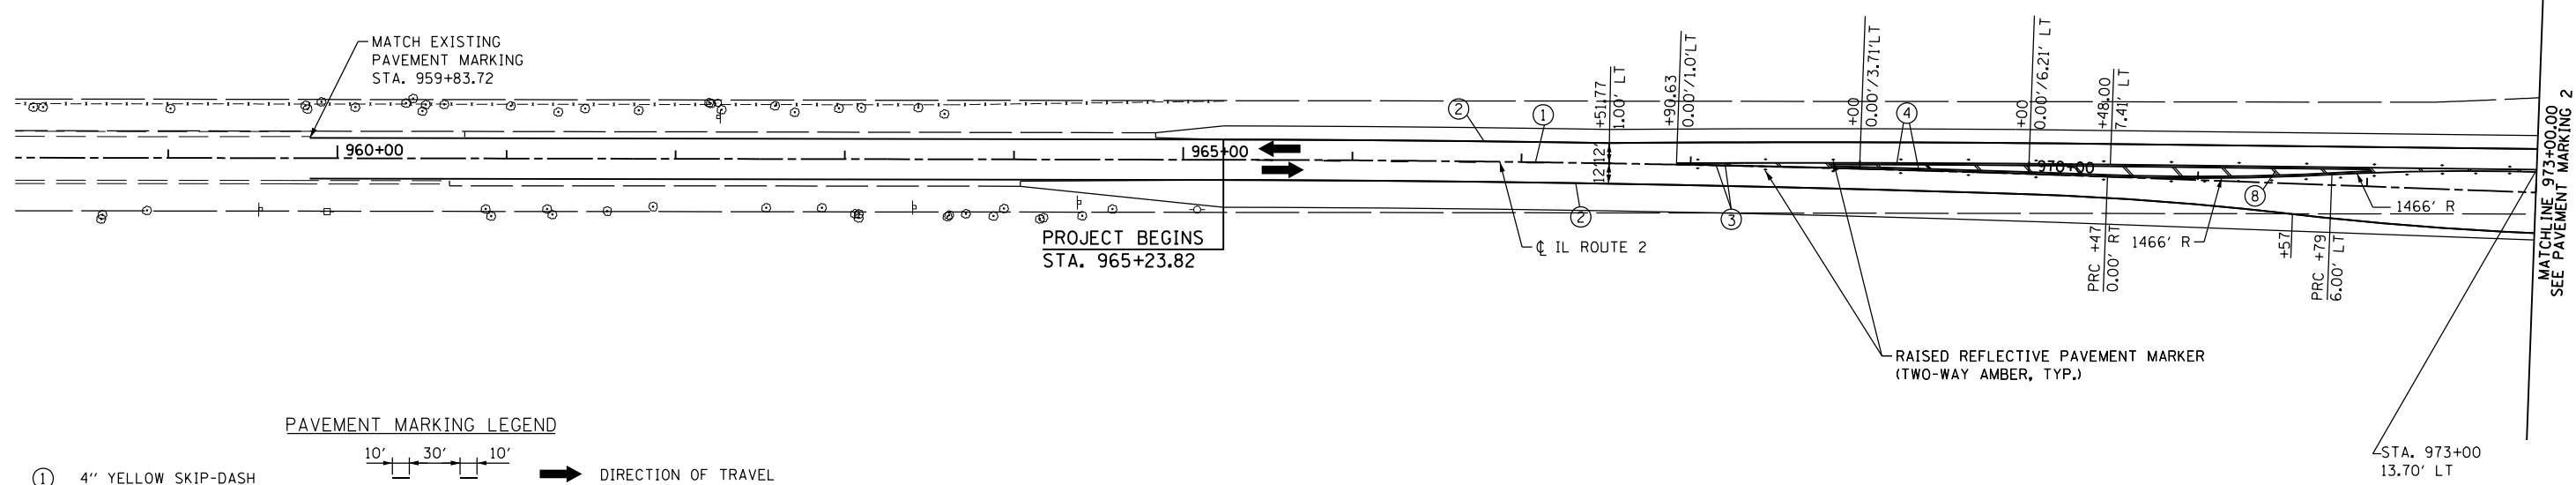 MATCH EXISTING
PAVEMENT MARKING
STA. 959+83.72
960+00
965+00
PROJECT BEGINS
STA. 965+23.82
2
1
2
12'
12'
+51.77
1.00' LT
+90.63
0.00'/1.0'LT
3
+00
0.00'/3.71'LT
4
+00
0.00'/6.21' LT
970+00
+48.00
7.41' LT
℄ IL ROUTE 2
PRC +47
0.00' RT
1466' R
8
+57
PRC +79
6.00' LT
1466' R
MATCHLINE 973+00.00
SEE PAVEMENT MARKING 2
RAISED REFLECTIVE PAVEMENT MARKER
(TWO-WAY AMBER, TYP.)
STA. 973+00
13.70' LT
PAVEMENT MARKING LEGEND
10' 30' 10'
1 4'' YELLOW SKIP-DASH
DIRECTION OF TRAVEL